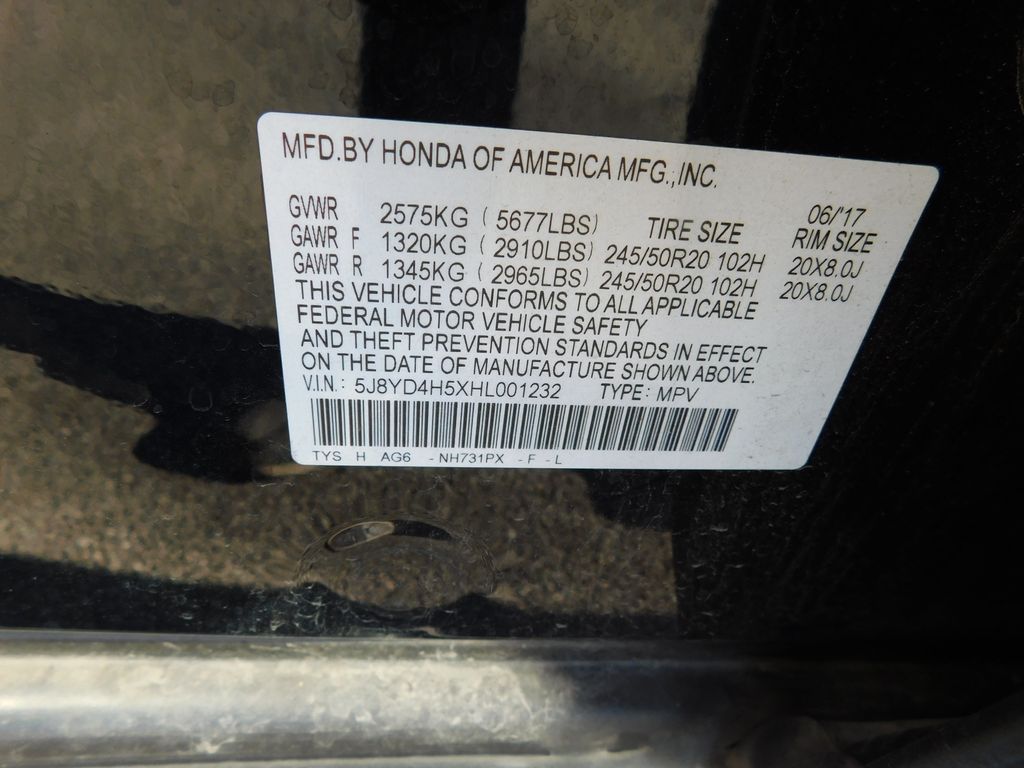 MFD.BY HONDA OF AMERICA MFG.,INC.
06/'17
GVWR 2575KG ( 5677LBS) TIRE SIZE RIM SIZE
GAWR F 1320KG ( 2910LBS) 245/50R20 102H 20X8.0J
GAWR R 1345KG ( 2965LBS) 245/50R20 102H 20X8.0J
THIS VEHICLE CONFORMS TO ALL APPLICABLE
FEDERAL MOTOR VEHICLE SAFETY
AND THEFT PREVENTION STANDARDS IN EFFECT
ON THE DATE OF MANUFACTURE SHOWN ABOVE.
V.I.N.: 5J8YD4H5XHL001232 TYPE: MPV
TYS H AG6 - NH731PX - F - L